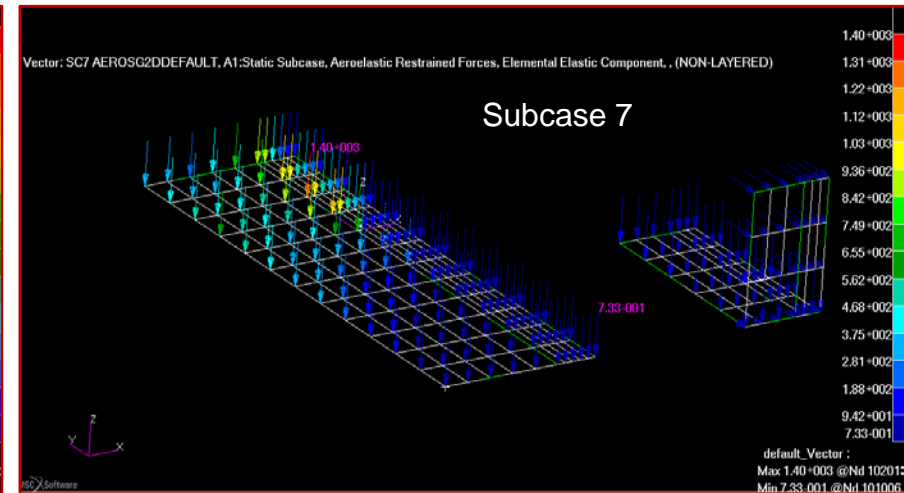 1.40+003
Vector: SC7 AEROSG2DDEFAULT, A1:Static Subcase, Aeroelastic Restrained Forces, Elemental Elastic Component, , (NON-LAYERED)
1.31+003
1.22+003
Subcase 7
1.12+003
1.40+003
1.03+003
9.36+002
Z
8.42+002
7.49+002
6.55+002
5.62+002
7.33-001
4.68+002
3.75+002
2.81+002
1.88+002
Z
Y
X
9.42+001
7.33-001
default_Vector :
Max 1.40+003 @Nd 10201
MSC Software
Min 7.33-001 @Nd 101006